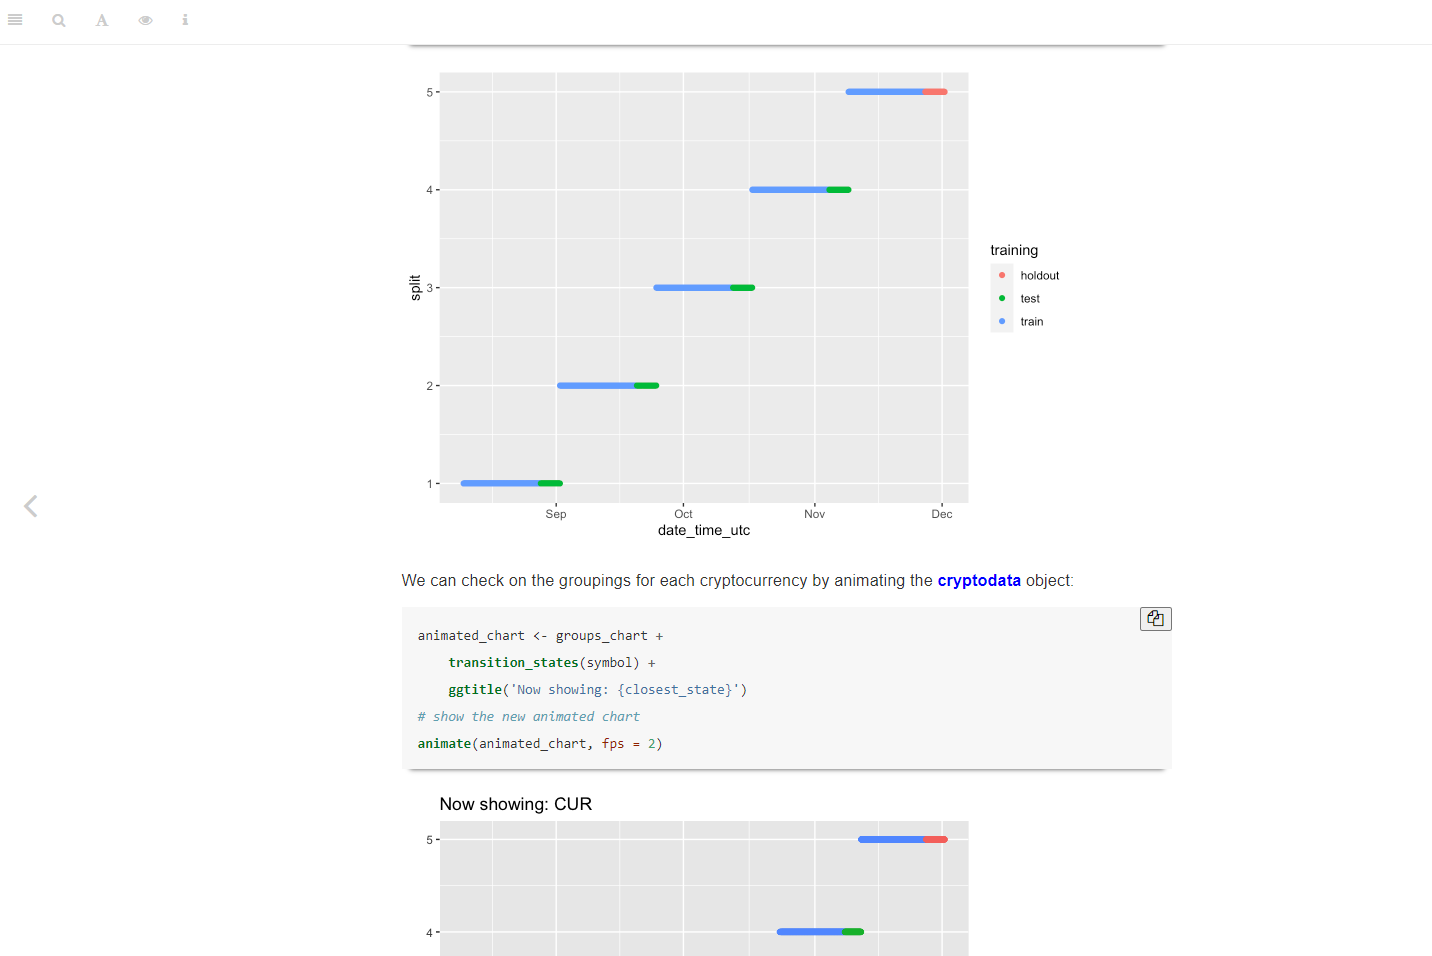 5
4
3
2
1
split
Sep Oct Nov Dec
date_time_utc
training
holdout
test
train
We can check on the groupings for each cryptocurrency by animating the cryptodata object:
animated_chart <- groups_chart +
    transition_states(symbol) +
    ggtitle('Now showing: {closest_state}')
# show the new animated chart
animate(animated_chart, fps = 2)
Now showing: CUR
5
4